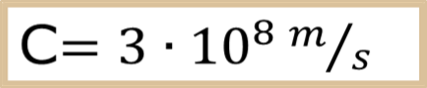 C= 3 · 10⁸ m/s